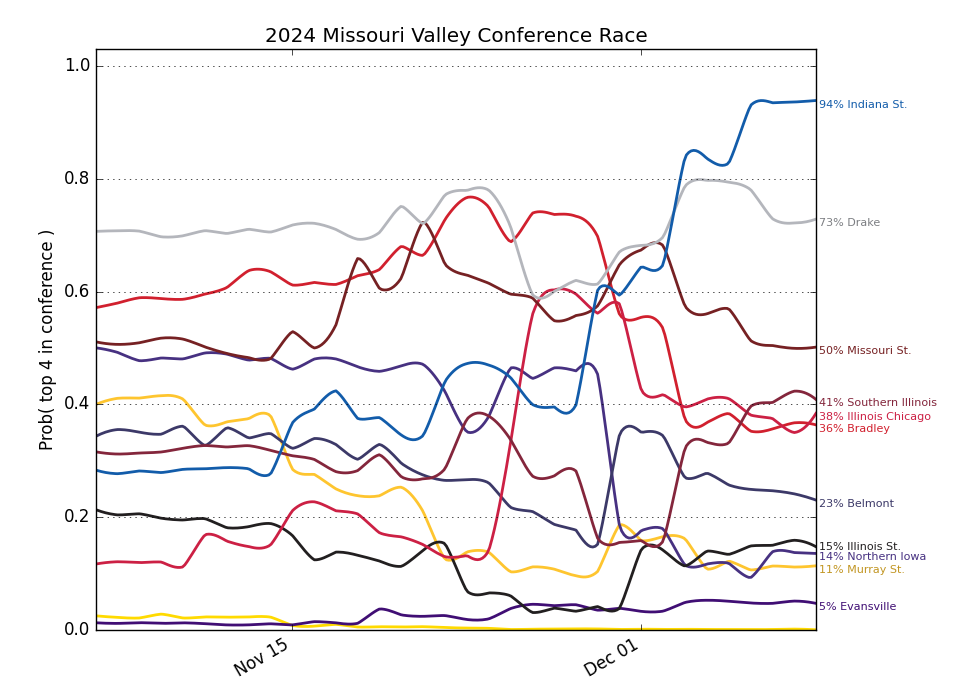 2024 Missouri Valley Conference Race
Prob( top 4 in conference )
1.0
0.8
0.6
0.4
0.2
0.0
Nov 15
Dec 01
94% Indiana St.
73% Drake
50% Missouri St.
41% Southern Illinois
38% Illinois Chicago
36% Bradley
23% Belmont
15% Illinois St.
14% Northern Iowa
11% Murray St.
5% Evansville